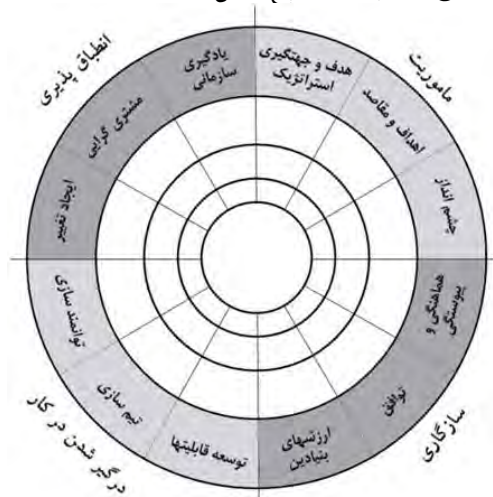 انطباق پذیری
ماموریت
یادگیری
سازمانی
هدف و جهتگیری
استراتژیک
مشتری گرایی
اهداف و مقاصد
ایجاد تغییر
چشم انداز
توانمند سازی
هماهنگی و
پیوستگی
تیم سازی
توافق
توسعه قابلیتها
ارزشهای
بنیادین
درگیر شدن در کار
سازگاری